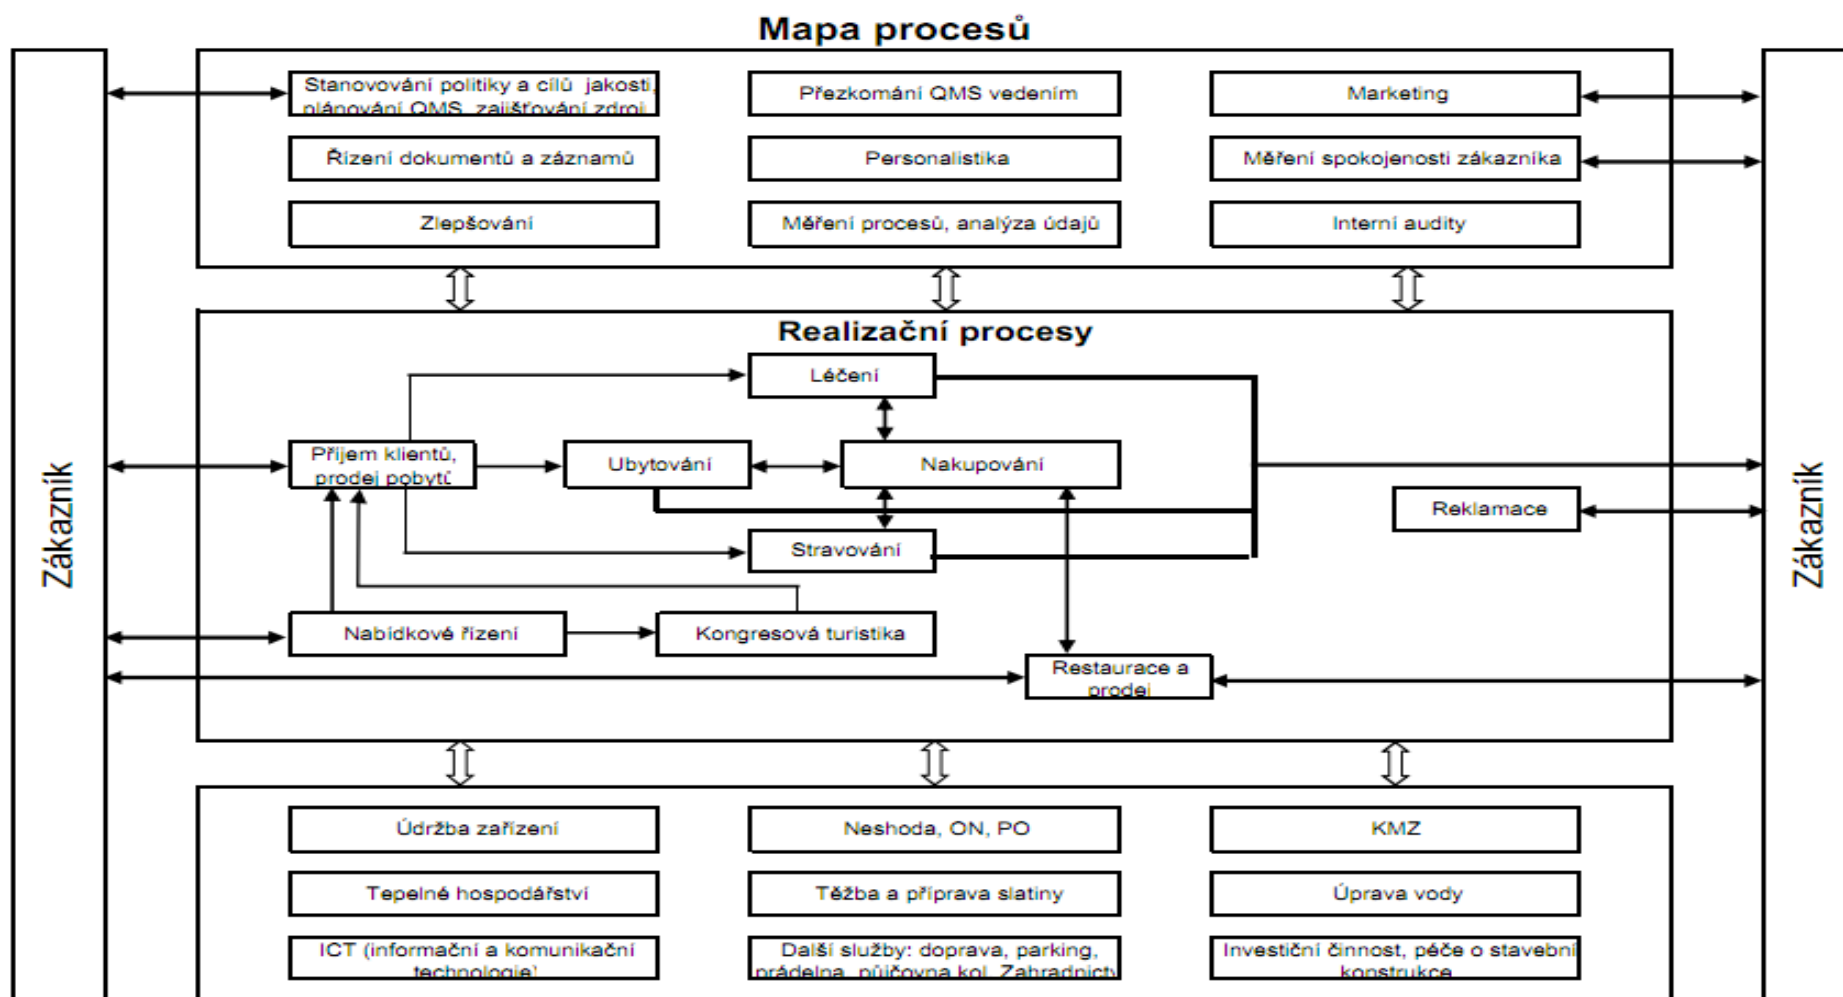 Mapa procesů
Zákazník
Stanovování politiky a cílů jakosti,
plánování QMS, zajišťování zdroj
Přezkomání QMS vedením
Marketing
Řízení dokumentů a záznamů
Personalistika
Měření spokojenosti zákazníka
Zlepšování
Měření procesů, analýza údajů
Interní audity
Realizační procesy
Léčení
Příjem klientů,
prodej pobytů
Ubytování
Nakupování
Reklamace
Stravování
Nabídkové řízení
Kongresová turistika
Restaurace a
prodej
Údržba zařízení
Neshoda, ON, PO
KMZ
Tepelné hospodářství
Těžba a příprava slatiny
Úprava vody
ICT (informační a komunikační
technologie)
Další služby: doprava, parking,
prádelna, půjčovna kol, Zahradnictv
Investiční činnost, péče o stavební
konstrukce
Zákazník